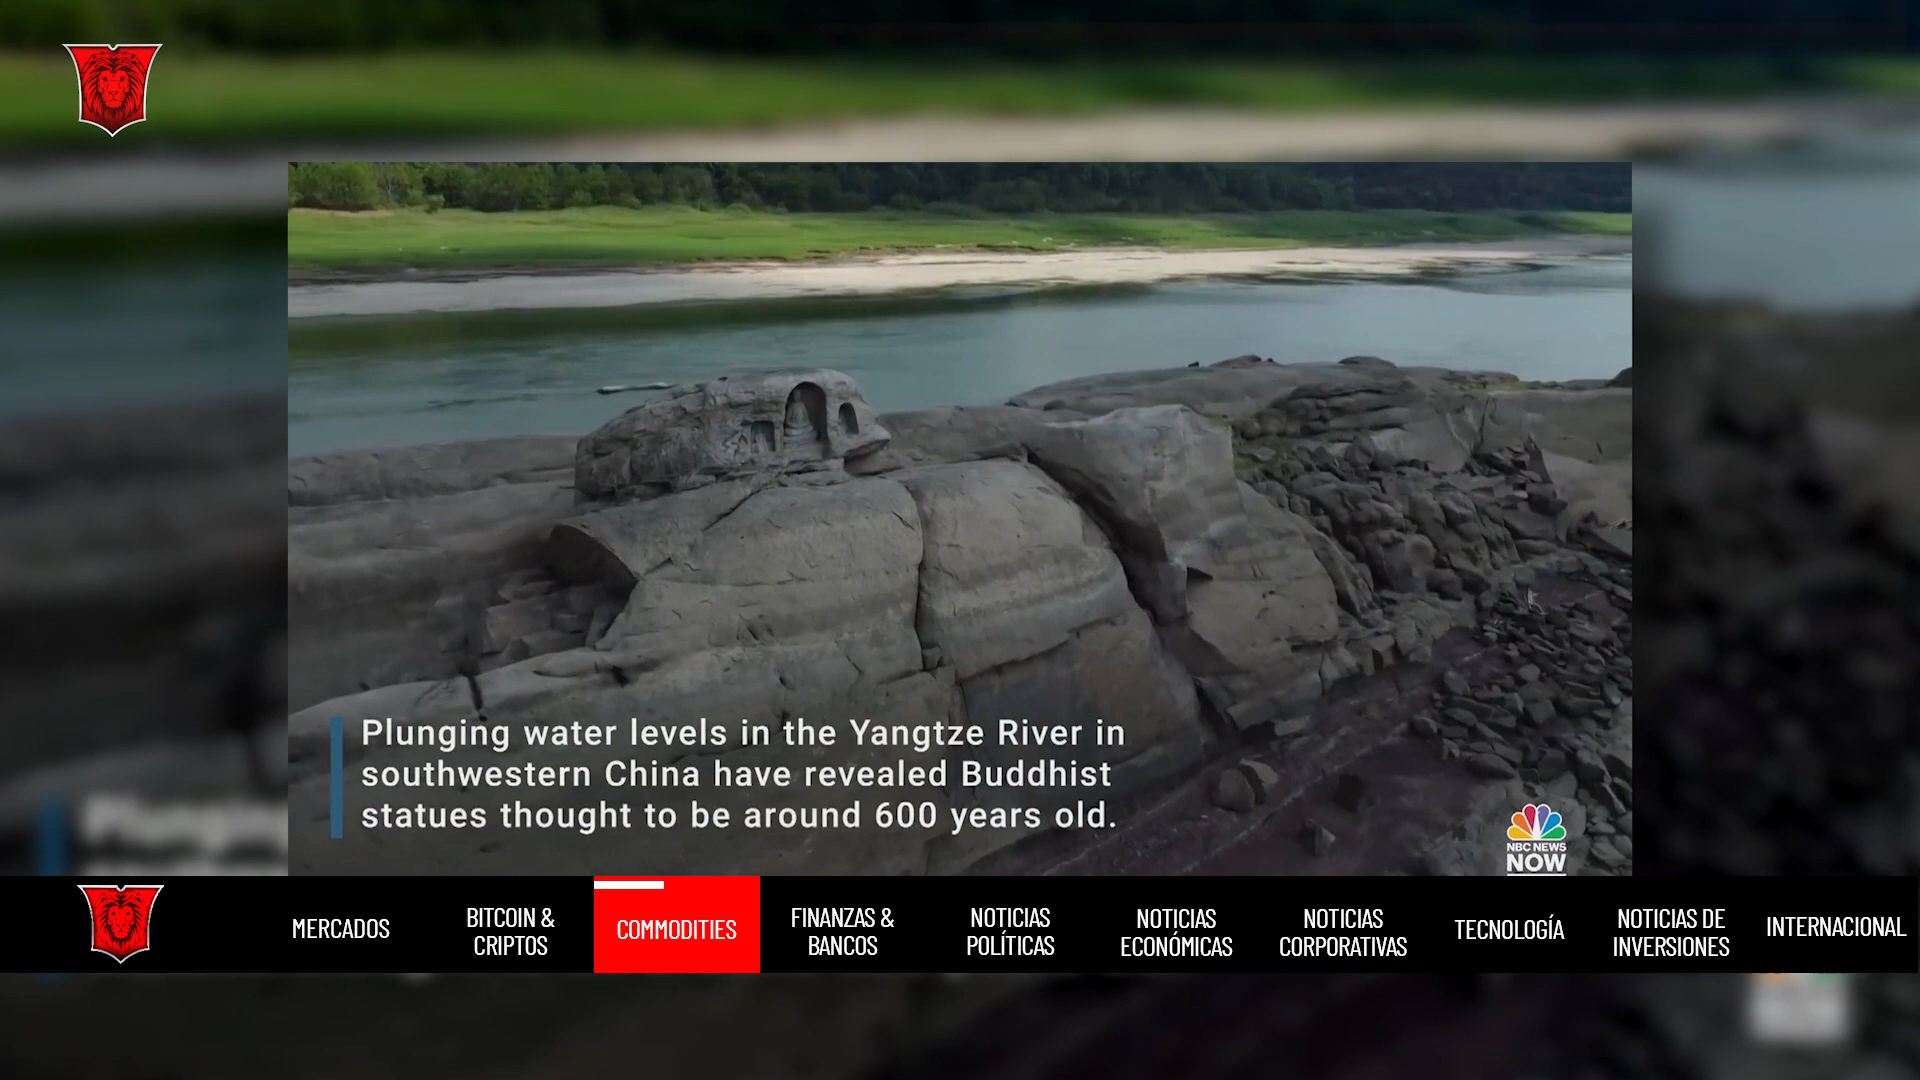 Plunging water levels in the Yangtze River in
southwestern China have revealed Buddhist
statues thought to be around 600 years old.
NBC NEWS
NOW
MERCADOS
BITCOIN &
CRIPTOS
COMMODITIES
FINANZAS &
BANCOS
NOTICIAS
POLÍTICAS
NOTICIAS
ECONÓMICAS
NOTICIAS
CORPORATIVAS
TECNOLOGÍA
NOTICIAS DE
INVERSIONES
INTERNACIONAL